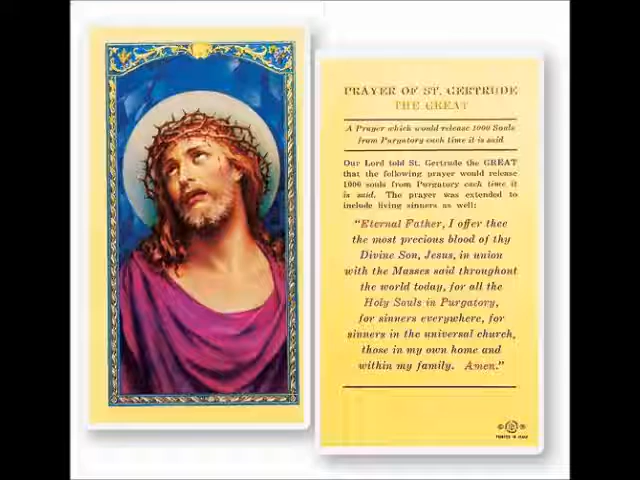 PRAYER OF ST. GERTRUDE
THE GREAT
A Prayer which would release 1000 Souls
from Purgatory each time it is said
Our Lord told St. Gertrude the GREAT
that the following prayer would release
1000 souls from Purgatory each time it
is said. The prayer was extended to
include living sinners as well:
"Eternal Father, I offer thee
the most precious blood of thy
Divine Son, Jesus, in union
with the Masses said throughout
the world today, for all the
Holy Souls in Purgatory,
for sinners everywhere, for
sinners in the universal church,
those in my own home and
within my family. Amen."
PRINTED IN ITALY